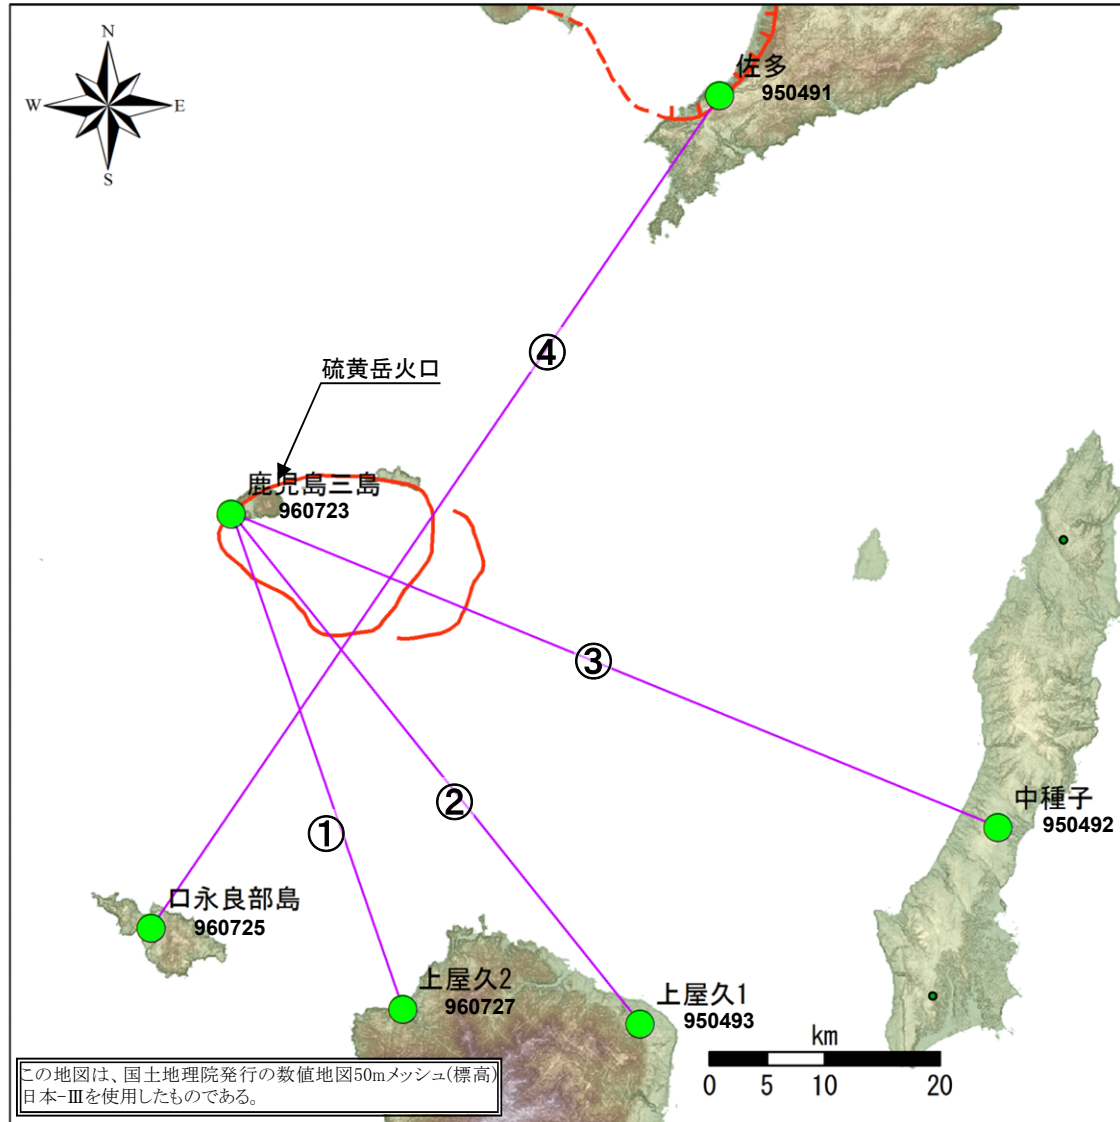 N
W
E
S
佐多
950491
④
硫黄岳火口
鹿児島三島
960723
③
②
①
中種子
950492
口永良部島
960725
上屋久2
960727
上屋久1
950493
km
0 5 10 20
この地図は、国土地理院発行の数値地図50mメッシュ(標高)
日本-Ⅲを使用したものである。